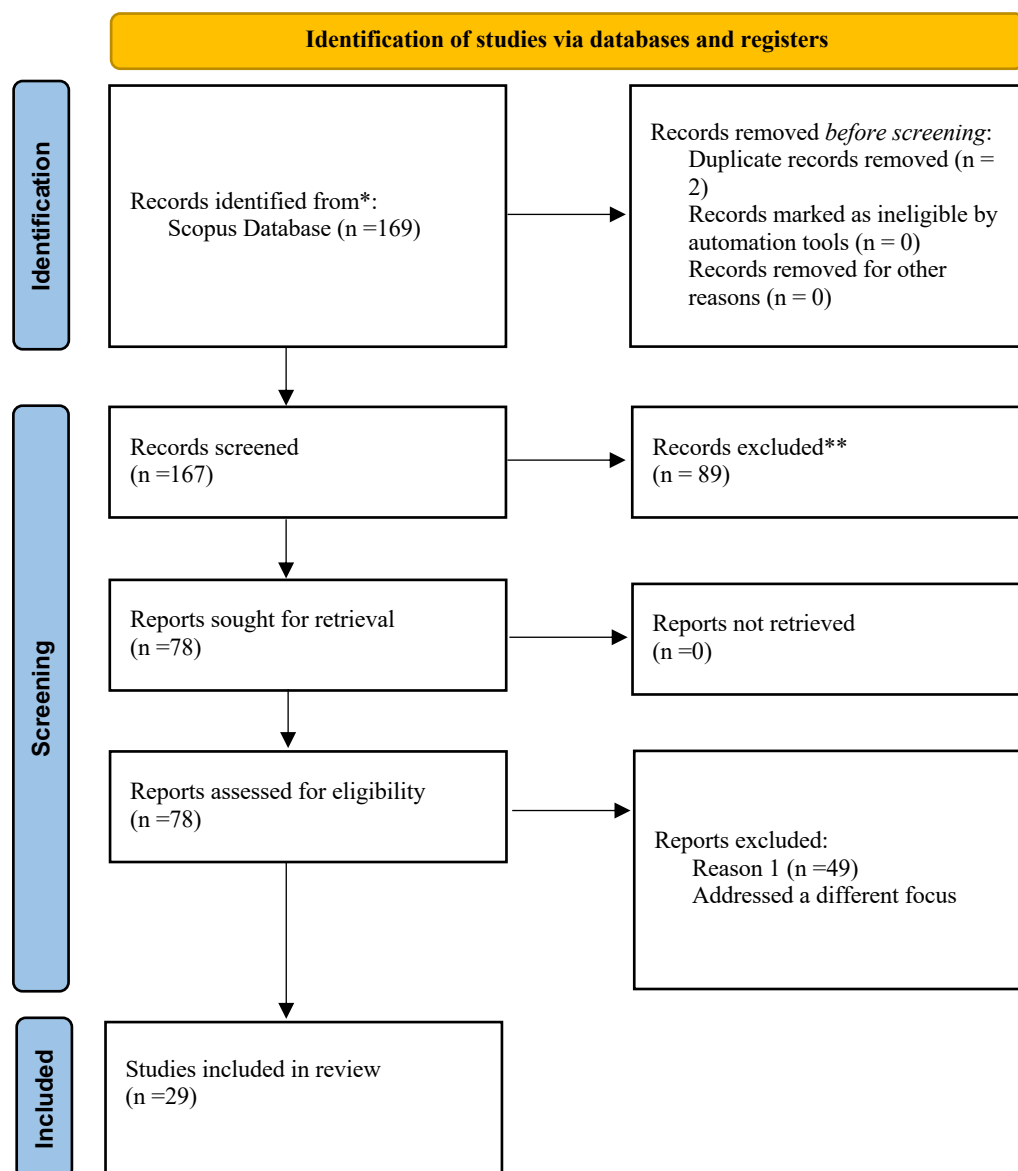 Identification of studies via databases and registers
Identification
Records identified from*:
Scopus Database (n =169)
Records removed before screening:
Duplicate records removed (n =
2)
Records marked as ineligible by
automation tools (n = 0)
Records removed for other
reasons (n = 0)
Screening
Records screened
(n =167)
Records excluded**
(n = 89)
Reports sought for retrieval
(n =78)
Reports not retrieved
(n =0)
Reports assessed for eligibility
(n =78)
Reports excluded:
Reason 1 (n =49)
Addressed a different focus
Included
Studies included in review
(n =29)